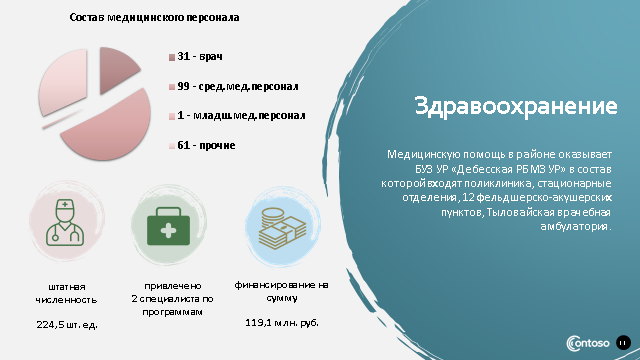 Состав медицинского персонала
31 - врач
99 - сред.мед.персонал
1 - младш.мед.персонал
61 - прочие
Здравоохранение
Медицинскую помощь в районе оказывает
БУЗ УР «Дебесская РБ МЗ УР» в состав
которой входят поликлиника, стационарные
отделения, 12 фельдшерско-акушерских
пунктов, Тыловайская врачебная
амбулатория.
штатная
численность
224,5 шт. ед.
привлечено
2 специалиста по
программам
финансирование на
сумму
119,1 млн. руб.
Contoso
11